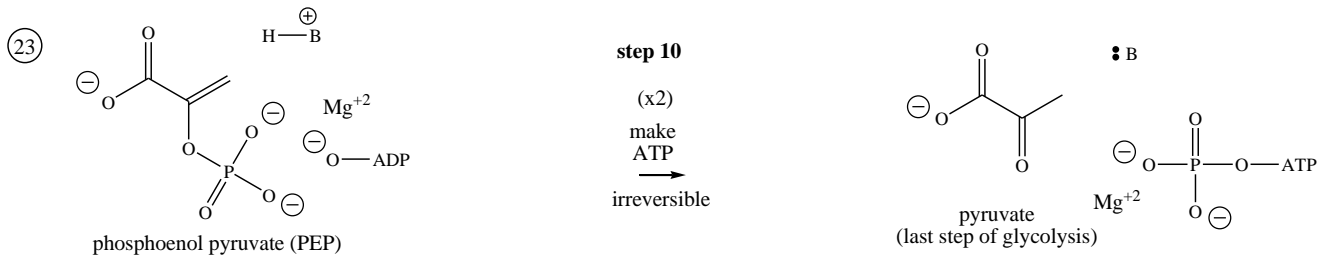 23
H—B
⊕
O
⊖
O
O
P
O
⊖
O
⊖
O
Mg+2
⊖
O—ADP
phosphoenol pyruvate (PEP)
step 10
(x2)
make
ATP
irreversible
O
⊖
O
O
pyruvate
(last step of glycolysis)
B
O
⊖
O
P
O
ATP
O
⊖
Mg+2